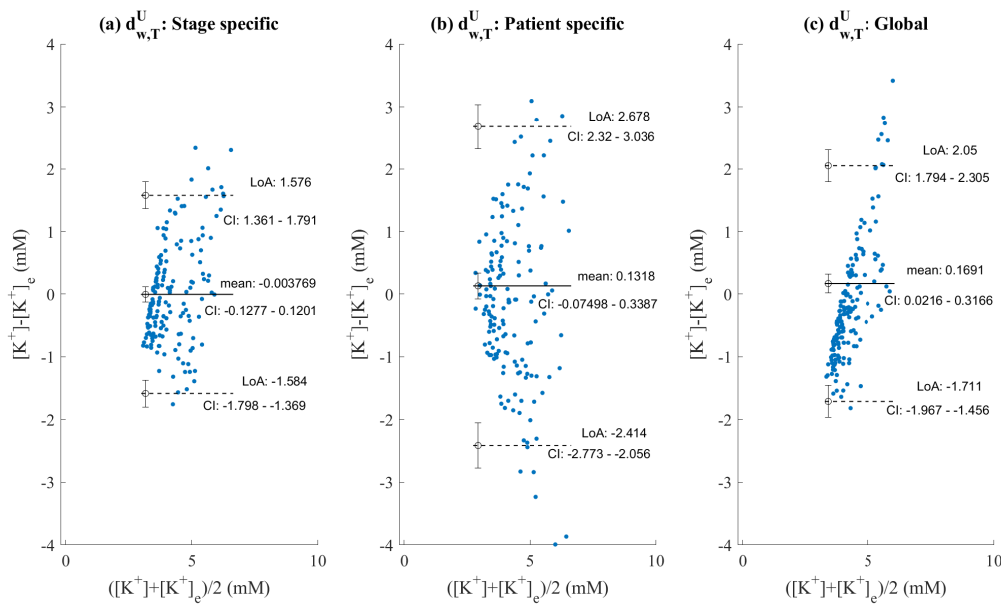 (a) d^U_w,T: Stage specific
4
3
2
1
0
-1
-2
-3
-4
[K+]-[K+]e (mM)
LoA: 1.576
CI: 1.361 - 1.791
mean: -0.003769
CI: -0.1277 - 0.1201
LoA: -1.584
CI: -1.798 - -1.369
0
5
10
([K+]+[K+]e)/2 (mM)
(b) d^U_w,T: Patient specific
4
3
2
1
0
-1
-2
-3
-4
[K+]-[K+]e (mM)
LoA: 2.678
CI: 2.32 - 3.036
mean: 0.1318
CI: -0.07498 - 0.3387
LoA: -2.414
CI: -2.773 - -2.056
0
5
10
([K+]+[K+]e)/2 (mM)
(c) d^U_w,T: Global
4
3
2
1
0
-1
-2
-3
-4
[K+]-[K+]e (mM)
LoA: 2.05
CI: 1.794 - 2.305
mean: 0.1691
CI: 0.0216 - 0.3166
LoA: -1.711
CI: -1.967 - -1.456
0
5
10
([K+]+[K+]e)/2 (mM)